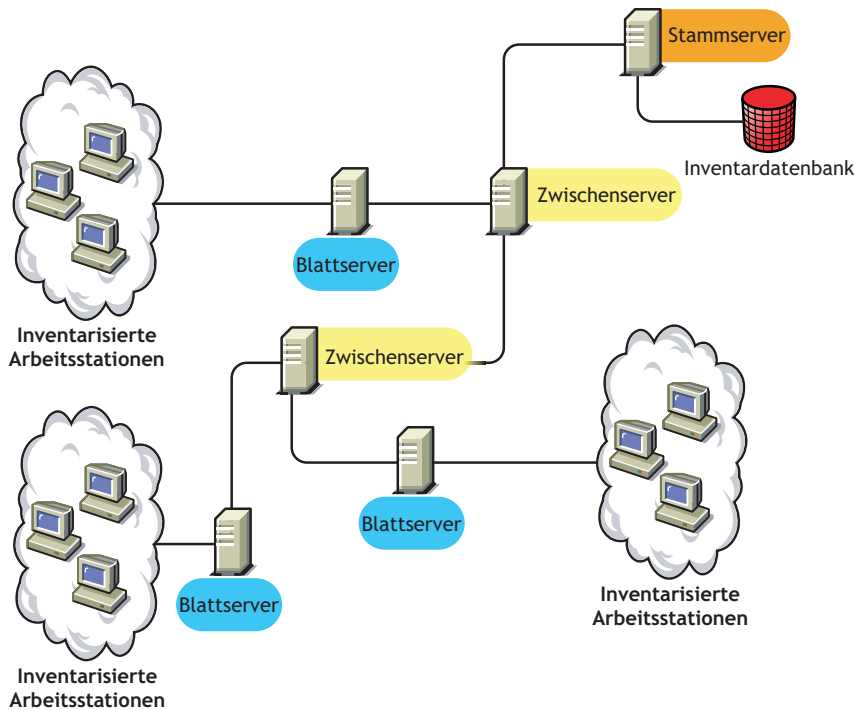 Stammserver
Inventardatenbank
Zwischenserver
Blattserver
Inventarisierte
Arbeitsstationen
Zwischenserver
Blattserver
Blattserver
Inventarisierte
Arbeitsstationen
Inventarisierte
Arbeitsstationen